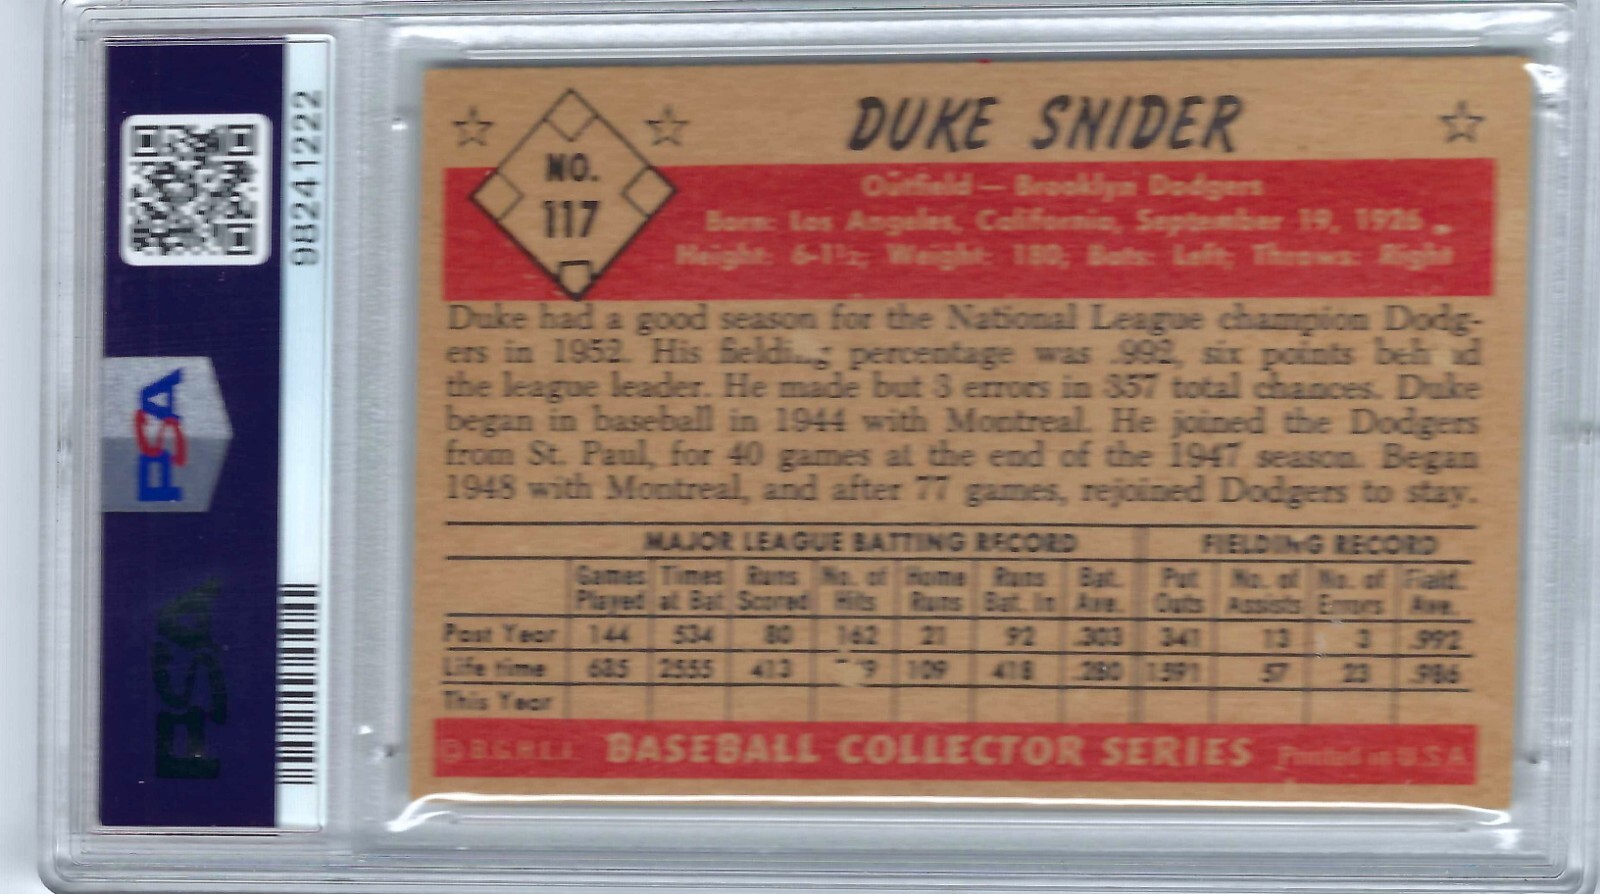 DUKE SNIDER
NO.
117
Outfield — Brooklyn Dodgers
Born: Los Angeles, California, September 19, 1926
Height: 6-1½; Weight: 180; Bats: Left; Throws: Right
Duke had a good season for the National League champion Dodg-
ers in 1952. His percentage was .992, six points
the league leader. He made but 3 errors in 357 total chances. Duke
began in baseball in 1944 with Montreal. He joined the Dodgers
from St. Paul, for 40 games at the end of the 1947 season. Began
1948 with Montreal, and after 77 games, rejoined Dodgers to stay.
MAJOR LEAGUE BATTING RECORD FIELDING RECORD
Games Times Runs No. of Home Runs Bat. Put No. of No. of Field.
Played at Bat Scored Hits Runs Bat. In Ave. Outs Assists Errors Ave.
Past Year 144 534 80 162 21 92 .303 341 13 3 .992
Life time 685 2555 413 109 418 .280 1591 57 23 .986
This Year
© B.G.H.L.I. BASEBALL COLLECTOR SERIES Printed in U.S.A.
98241222
PSA
PSA